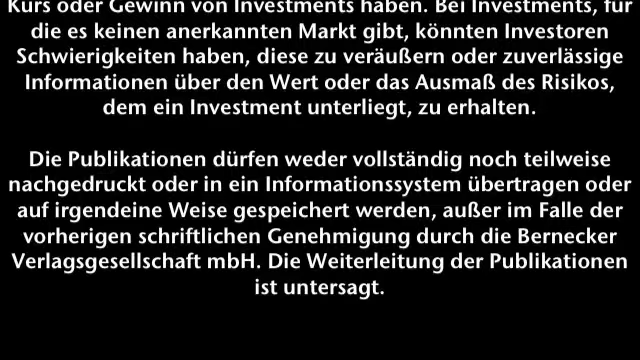 Kurs oder Gewinn von Investments haben. Bei Investments, für
die es keinen anerkannten Markt gibt, könnten Investoren
Schwierigkeiten haben, diese zu veräußern oder zuverlässige
Informationen über den Wert oder das Ausmaß des Risikos,
dem ein Investment unterliegt, zu erhalten.
Die Publikationen dürfen weder vollständig noch teilweise
nachgedruckt oder in ein Informationssystem übertragen oder
auf irgendeine Weise gespeichert werden, außer im Falle der
vorherigen schriftlichen Genehmigung durch die Bernecker
Verlagsgesellschaft mbH. Die Weiterleitung der Publikationen
ist untersagt.